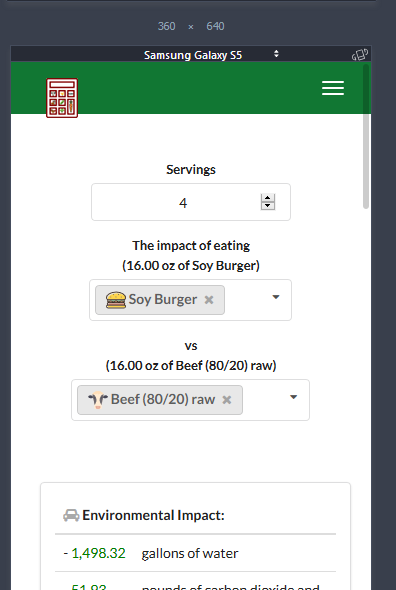 360 × 640
Samsung Galaxy S5
Servings
4
The impact of eating
(16.00 oz of Soy Burger)
Soy Burger ×
vs
(16.00 oz of Beef (80/20) raw)
Beef (80/20) raw ×
Environmental Impact:
- 1,498.32 gallons of water
51.93 pounds of carbon dioxide and